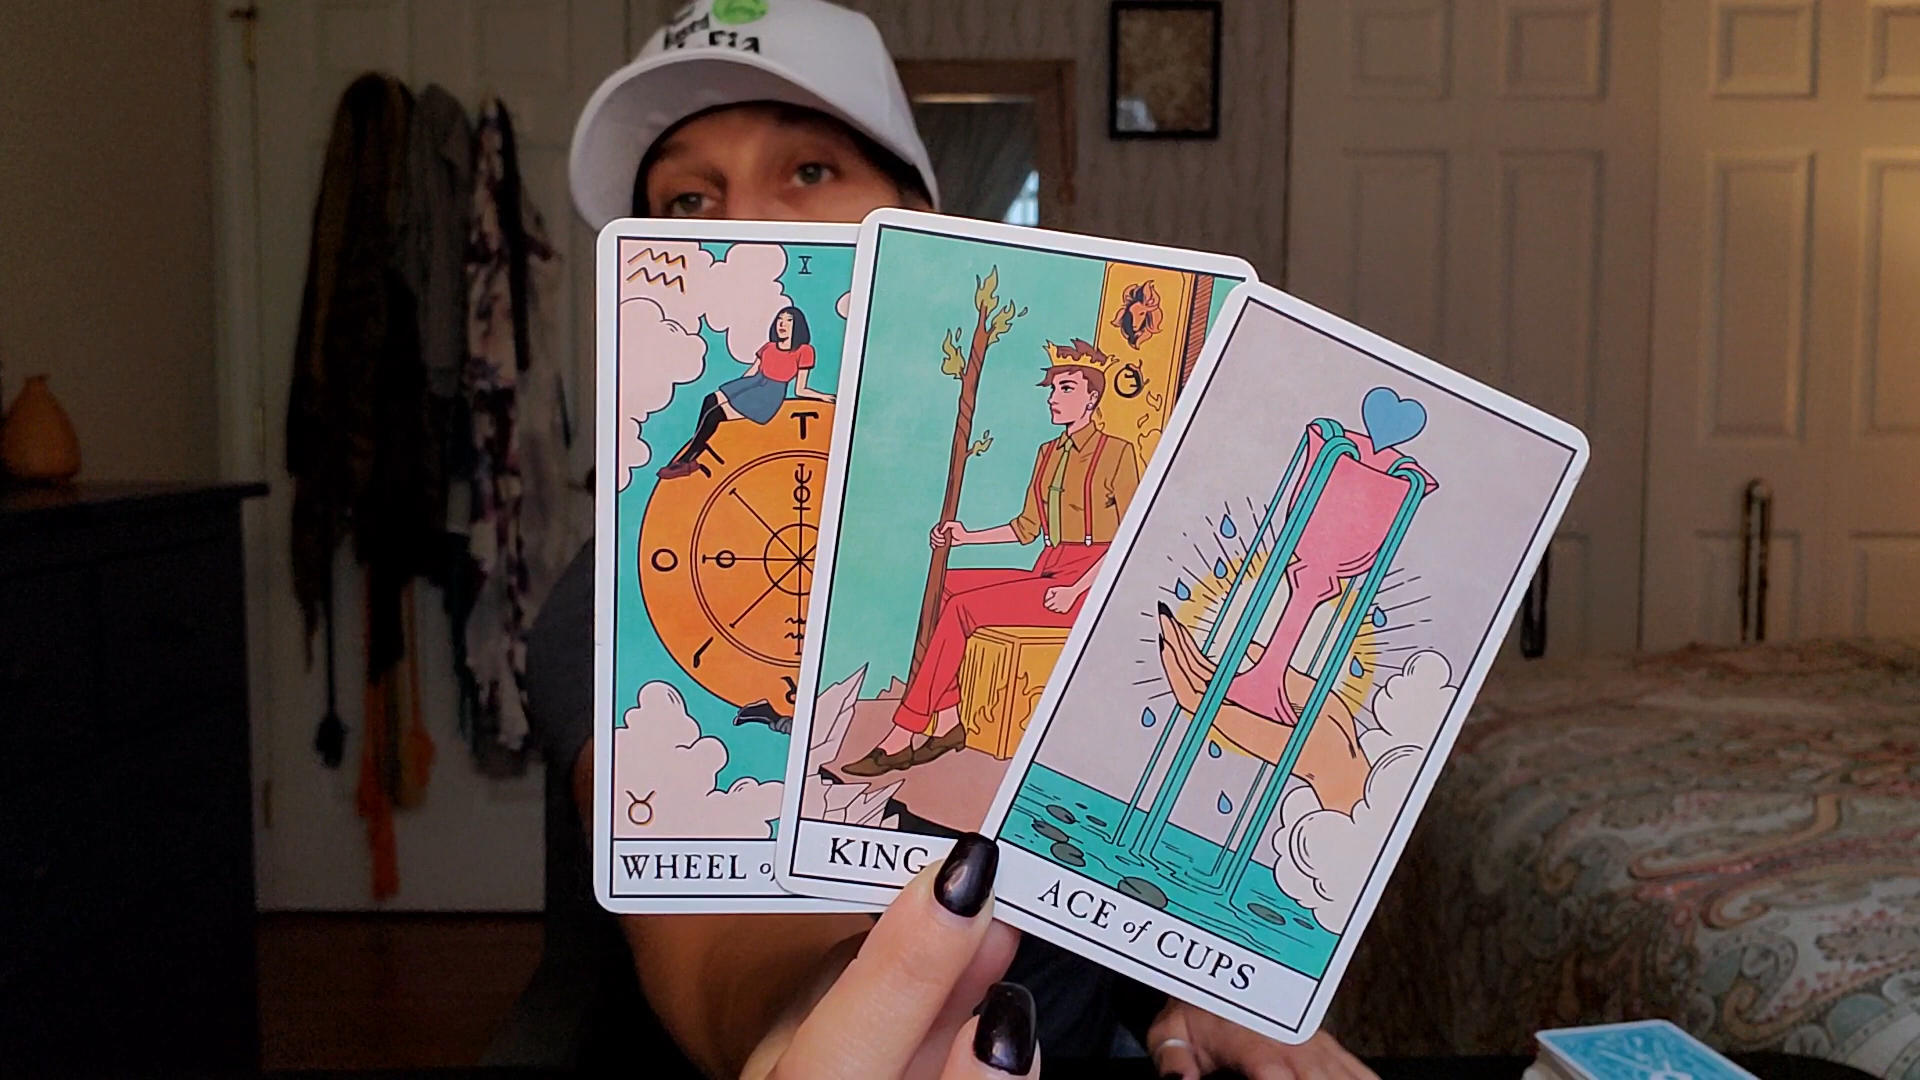 X
WHEEL of
KING
ACE of CUPS